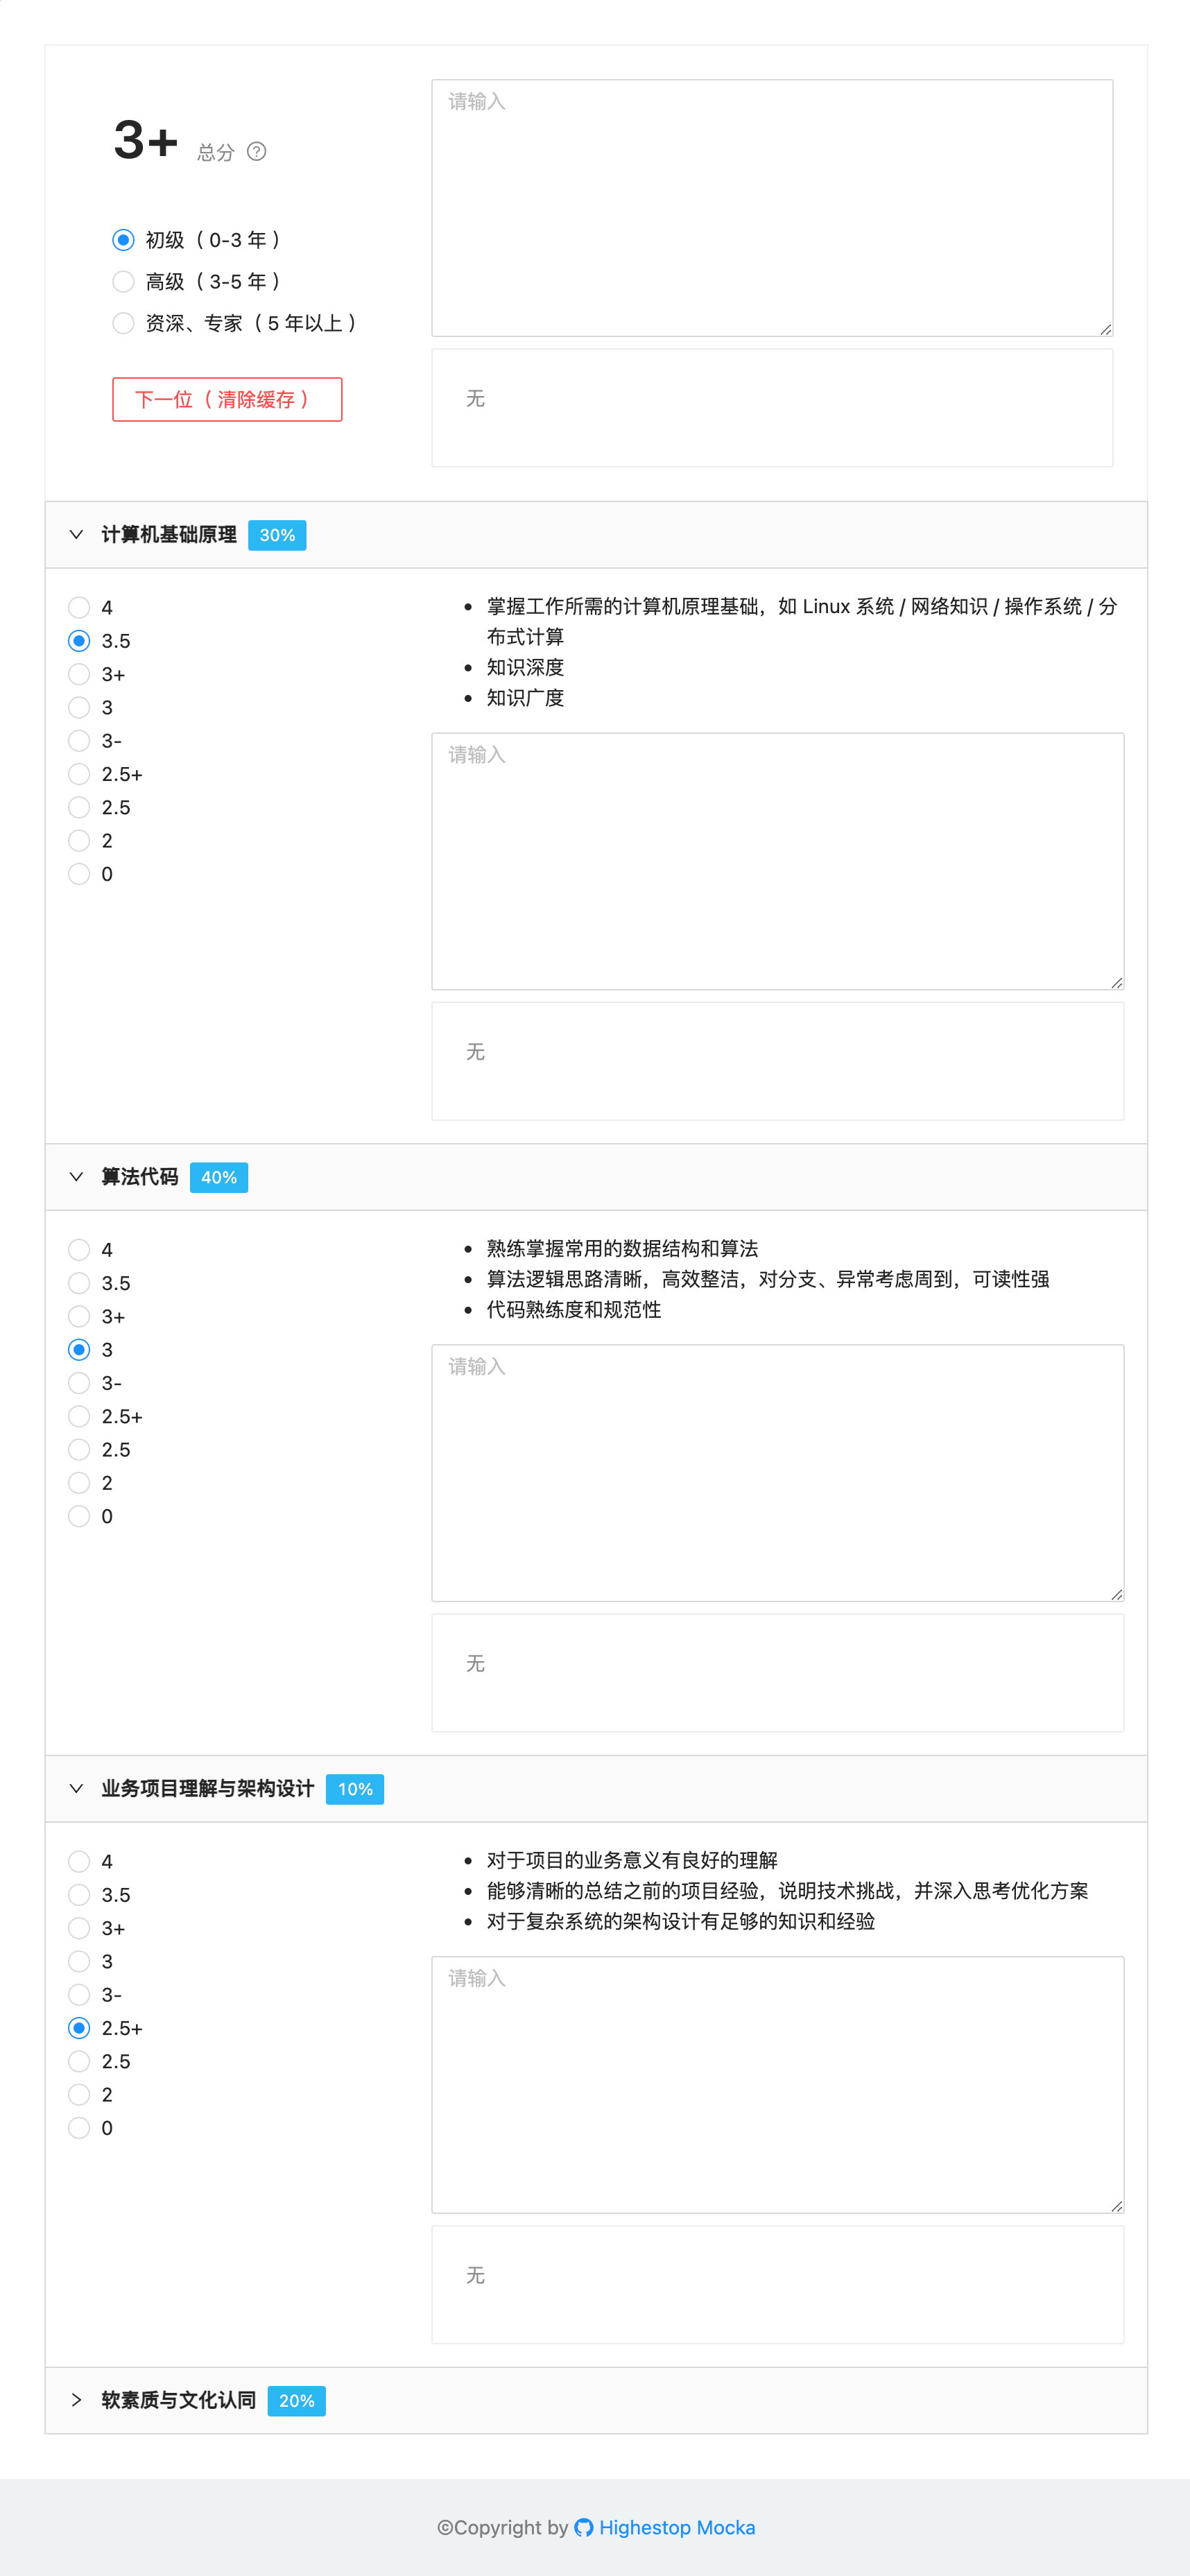 3+ 总分
请输入
初级（0-3 年）
高级（3-5 年）
资深、专家（5 年以上）
下一位（清除缓存）
无
计算机基础原理 30%
4
3.5
3+
3
3-
2.5+
2.5
2
0
掌握工作所需的计算机原理基础，如 Linux 系统 / 网络知识 / 操作系统 / 分
布式计算
知识深度
知识广度
请输入
无
算法代码 40%
4
3.5
3+
3
3-
2.5+
2.5
2
0
熟练掌握常用的数据结构和算法
算法逻辑思路清晰，高效整洁，对分支、异常考虑周到，可读性强
代码熟练度和规范性
请输入
无
业务项目理解与架构设计 10%
4
3.5
3+
3
3-
2.5+
2.5
2
0
对于项目的业务意义有良好的理解
能够清晰的总结之前的项目经验，说明技术挑战，并深入思考优化方案
对于复杂系统的架构设计有足够的知识和经验
请输入
无
软素质与文化认同 20%
©Copyright by Highestop Mocka